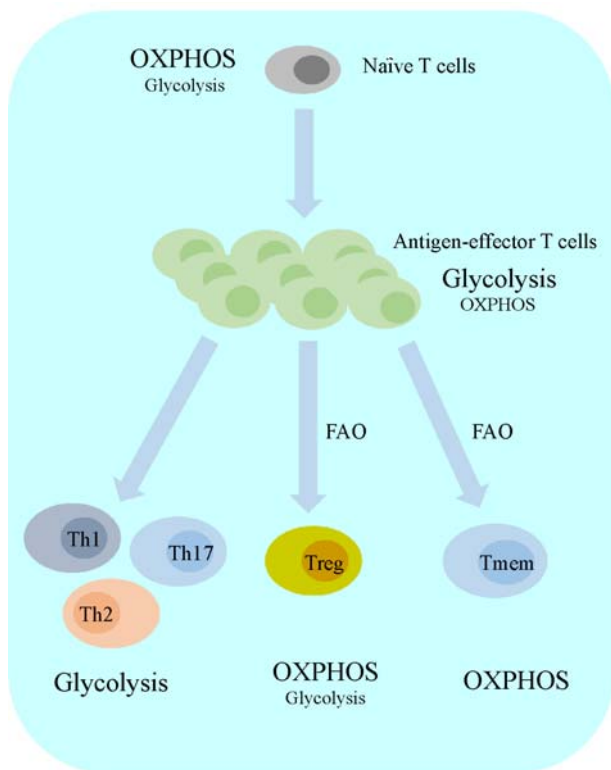 OXPHOS
Glycolysis
Naïve T cells
Antigen-effector T cells
Glycolysis
OXPHOS
FAO
FAO
Th1
Th17
Th2
Treg
Tmem
Glycolysis
OXPHOS
Glycolysis
OXPHOS